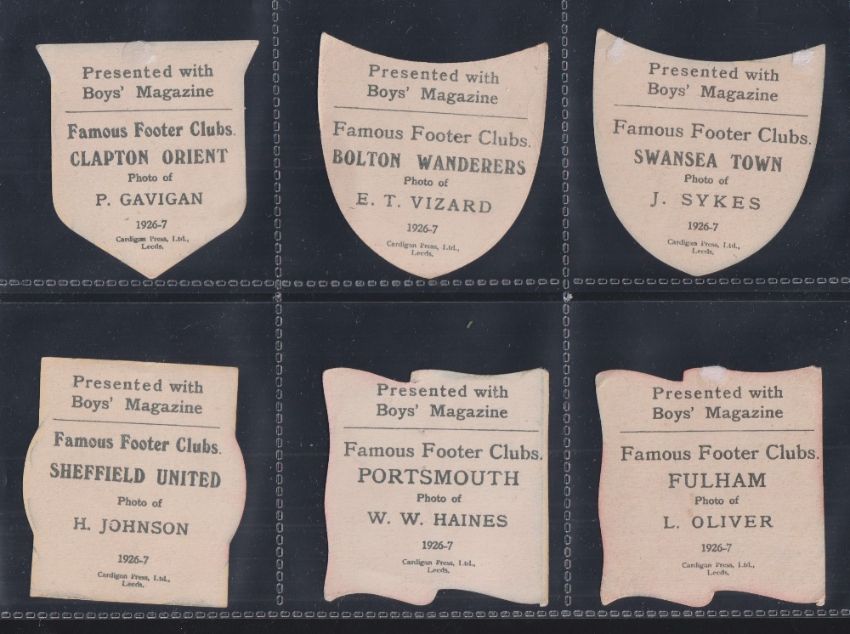 Presented with
Boys' Magazine
Famous Footer Clubs.
CLAPTON ORIENT
Photo of
P. GAVIGAN
1926-7
Cardigan Press, Ltd.,
Leeds.
Presented with
Boys' Magazine
Famous Footer Clubs.
BOLTON WANDERERS
Photo of
E. T. VIZARD
1926-7
Cardigan Press, Ltd.,
Leeds.
Presented with
Boys' Magazine
Famous Footer Clubs.
SWANSEA TOWN
Photo of
J. SYKES
1926-7
Cardigan Press, Ltd.,
Leeds.
Presented with
Boys' Magazine
Famous Footer Clubs.
SHEFFIELD UNITED
Photo of
H. JOHNSON
1926-7
Cardigan Press, Ltd.,
Leeds.
Presented with
Boys' Magazine
Famous Footer Clubs.
PORTSMOUTH
Photo of
W. W. HAINES
1926-7
Cardigan Press, Ltd.,
Leeds.
Presented with
Boys' Magazine
Famous Footer Clubs.
FULHAM
Photo of
L. OLIVER
1926-7
Cardigan Press, Ltd.,
Leeds.